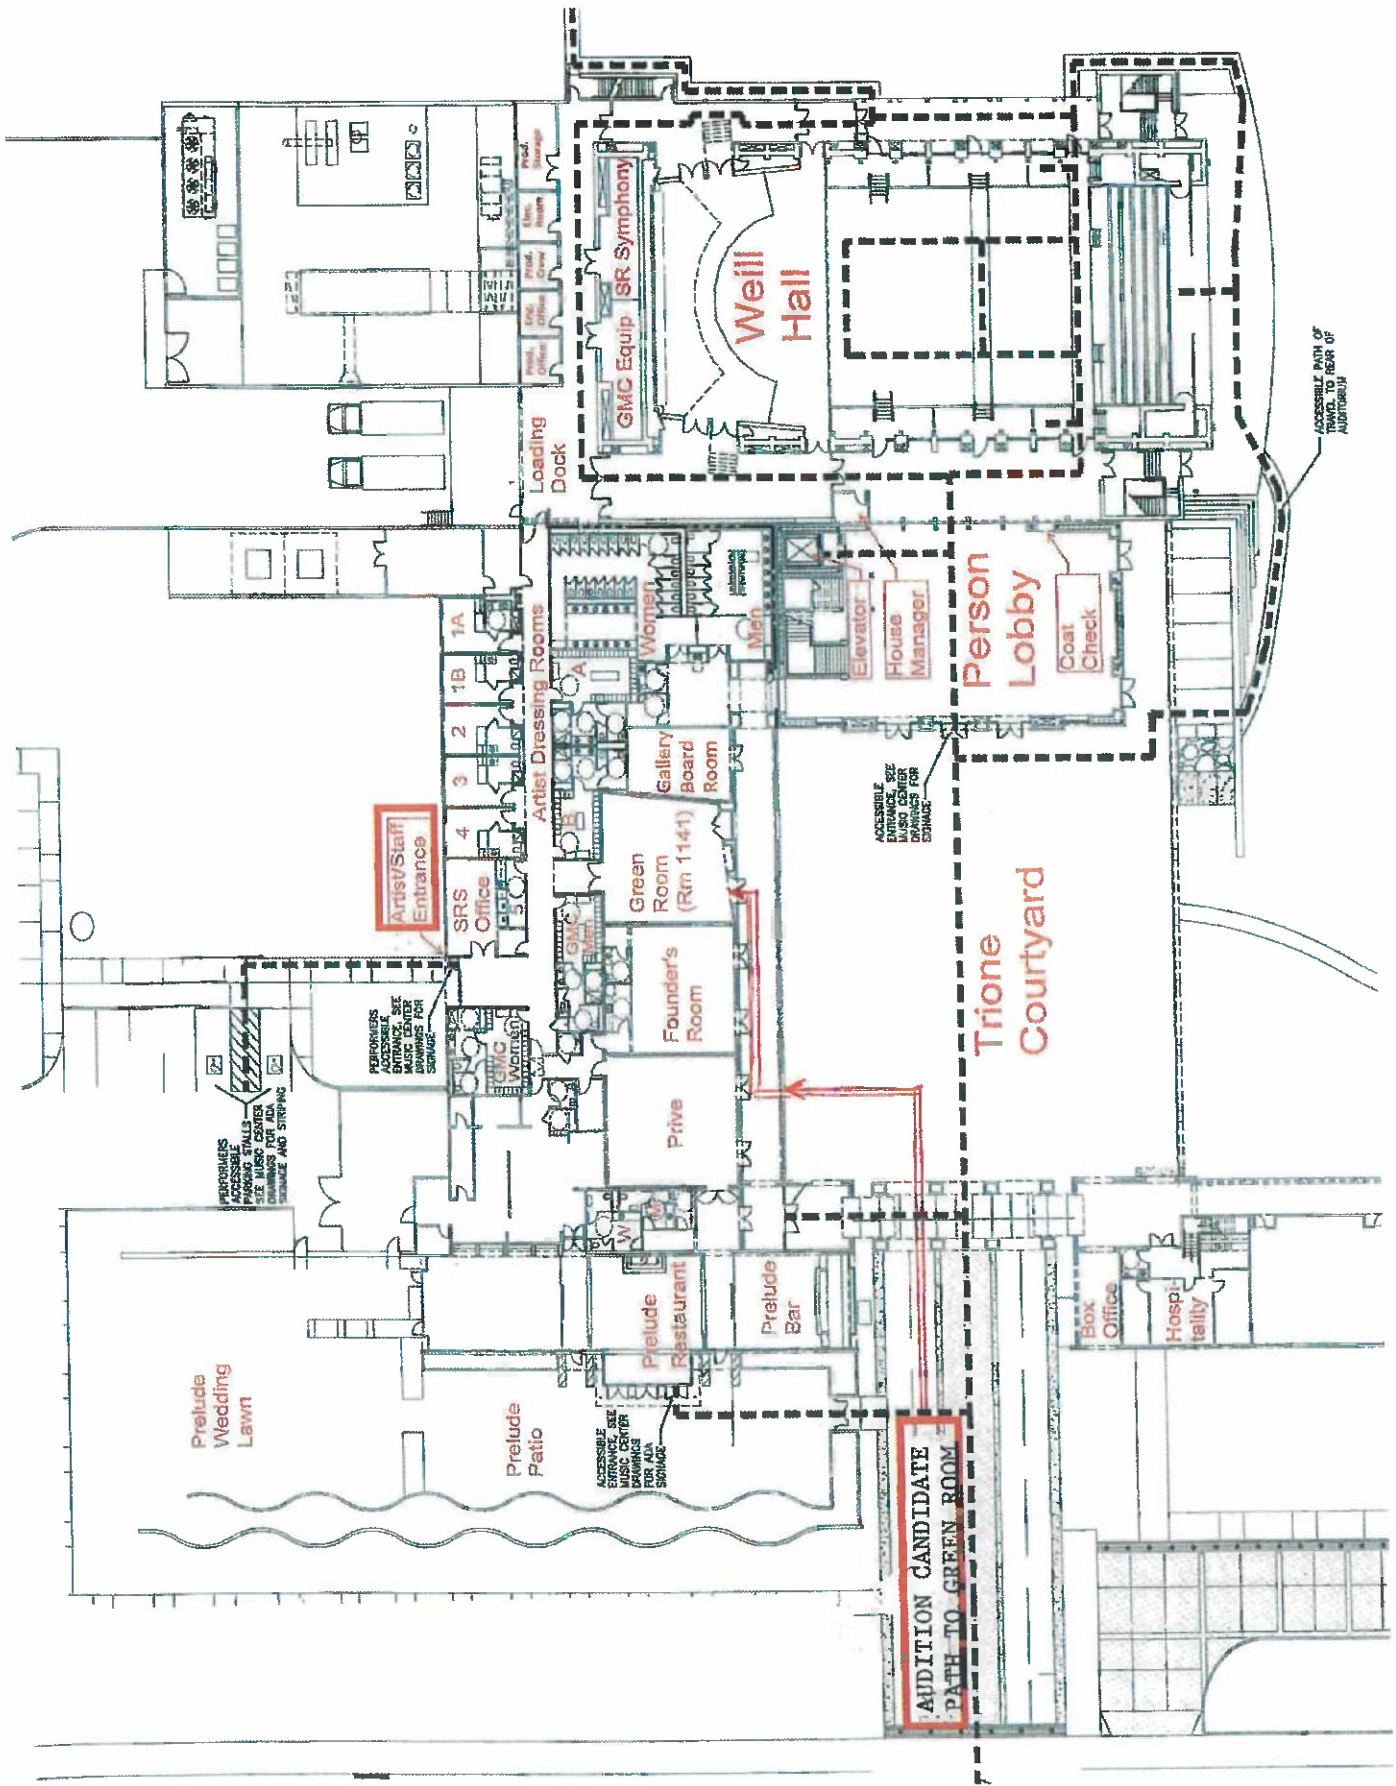 Prod.
Office
Eng.
Office
Prod.
Crew
Elec.
Room
Prod.
Storage
Loading
Dock
GMC Equip
SR Symphony
Weill
Hall
ACCESSIBLE PATH OF
TRAVEL TO REAR OF
AUDITORIUM
Artist/Staff
Entrance
SRS
Office
4
3
2
1B
1A
5
Artist Dressing Rooms
A
B
Women
Men
GMC
Men
GMC
Women
Elevator
House
Manager
Person
Lobby
Coat
Check
Gallery
Board
Room
Green
Room
(Rm 1141)
Founder's
Room
Prive
ACCESSIBLE
ENTRANCE, SEE
MUSIC CENTER
DRAWINGS FOR
SIGNAGE
Trione
Courtyard
PERFORMERS
ACCESSIBLE
ENTRANCE, SEE
MUSIC CENTER
DRAWINGS FOR
SIGNAGE
PERFORMERS
ACCESSIBLE
PARKING STALLS
SEE MUSIC CENTER
DRAWINGS FOR ADA
SIGNAGE AND STRIPING
W
M
Prelude
Restaurant
Prelude
Bar
Box
Office
Hospi
tality
Prelude
Wedding
Lawn
Prelude
Patio
ACCESSIBLE
ENTRANCE, SEE
MUSIC CENTER
DRAWINGS
FOR ADA
SIGNAGE
AUDITION CANDIDATE
PATH TO GREEN ROOM